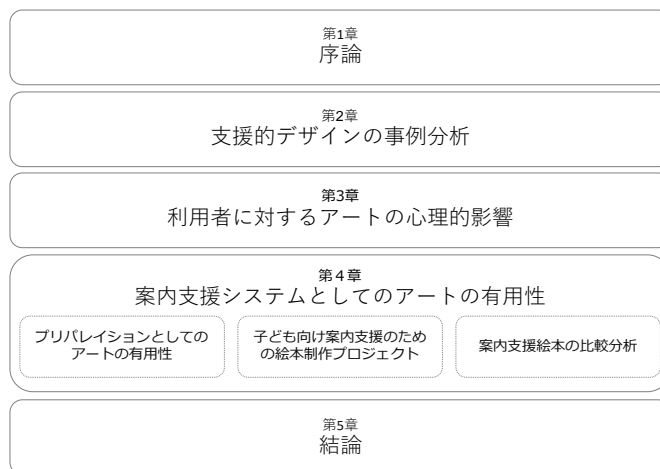 第1章
序論
第2章
支援的デザインの事例分析
第3章
利用者に対するアートの心理的影響
第４章
案内支援システムとしてのアートの有用性
プリパレイションとしての
アートの有用性
子ども向け案内支援のため
の絵本制作プロジェクト
案内支援絵本の比較分析
第5章
結論